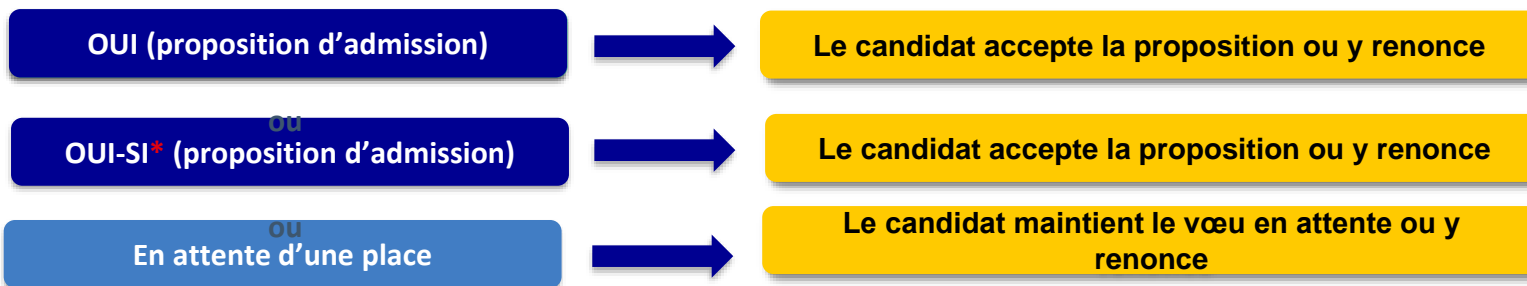 OUI (proposition d’admission)
Le candidat accepte la proposition ou y renonce
ou
OUI-SI* (proposition d’admission)
Le candidat accepte la proposition ou y renonce
ou
En attente d’une place
Le candidat maintient le vœu en attente ou y
renonce